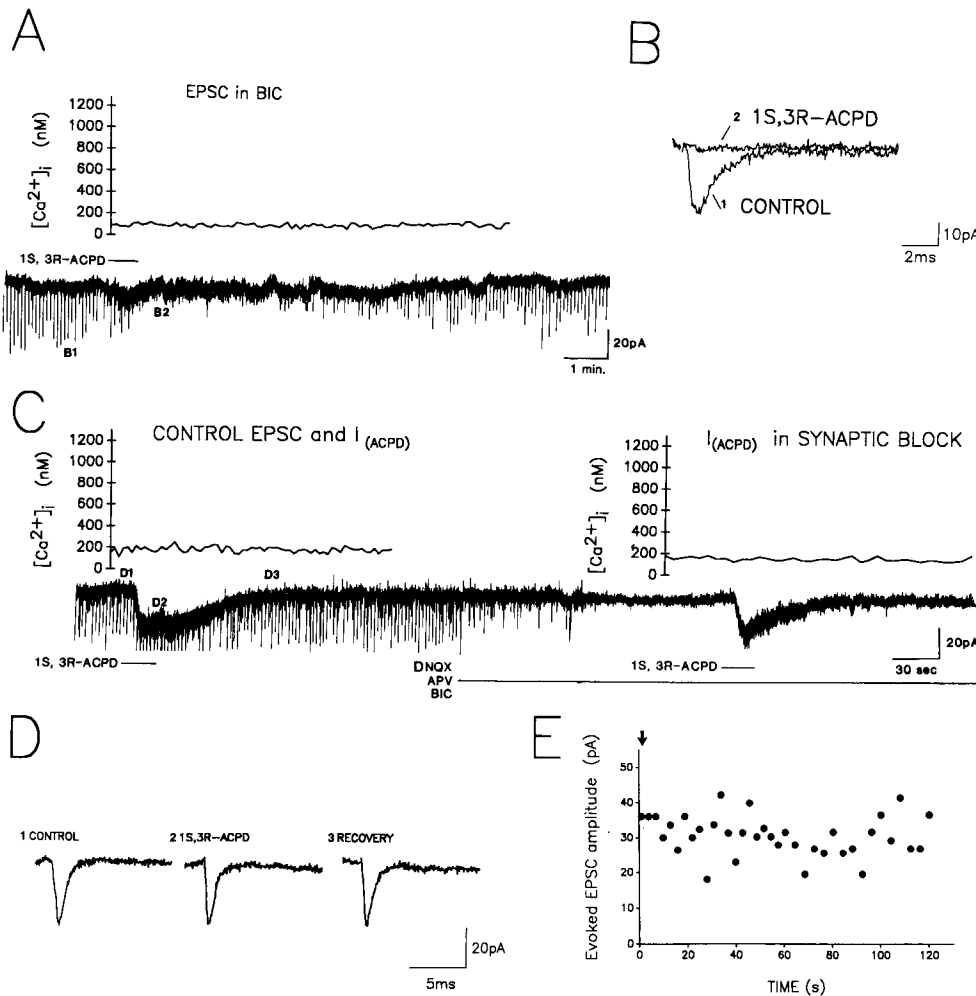 A
EPSC in BIC
[Ca2+]i (nM)
1200
1000
800
600
400
200
0
1S, 3R-ACPD
B1
B2
20pA
1 min.
B
2 1S,3R-ACPD
1 CONTROL
10pA
2ms
C
CONTROL EPSC and I(ACPD)
[Ca2+]i (nM)
1200
1000
800
600
400
200
0
D1
D2
D3
1S, 3R-ACPD
DNQX
APV
BIC
I(ACPD) in SYNAPTIC BLOCK
[Ca2+]i (nM)
1200
1000
800
600
400
200
0
1S, 3R-ACPD
20pA
30 sec
D
1 CONTROL
2 1S,3R-ACPD
3 RECOVERY
20pA
5ms
E
Evoked EPSC amplitude (pA)
50
40
30
20
10
0
0 20 40 60 80 100 120
TIME (s)